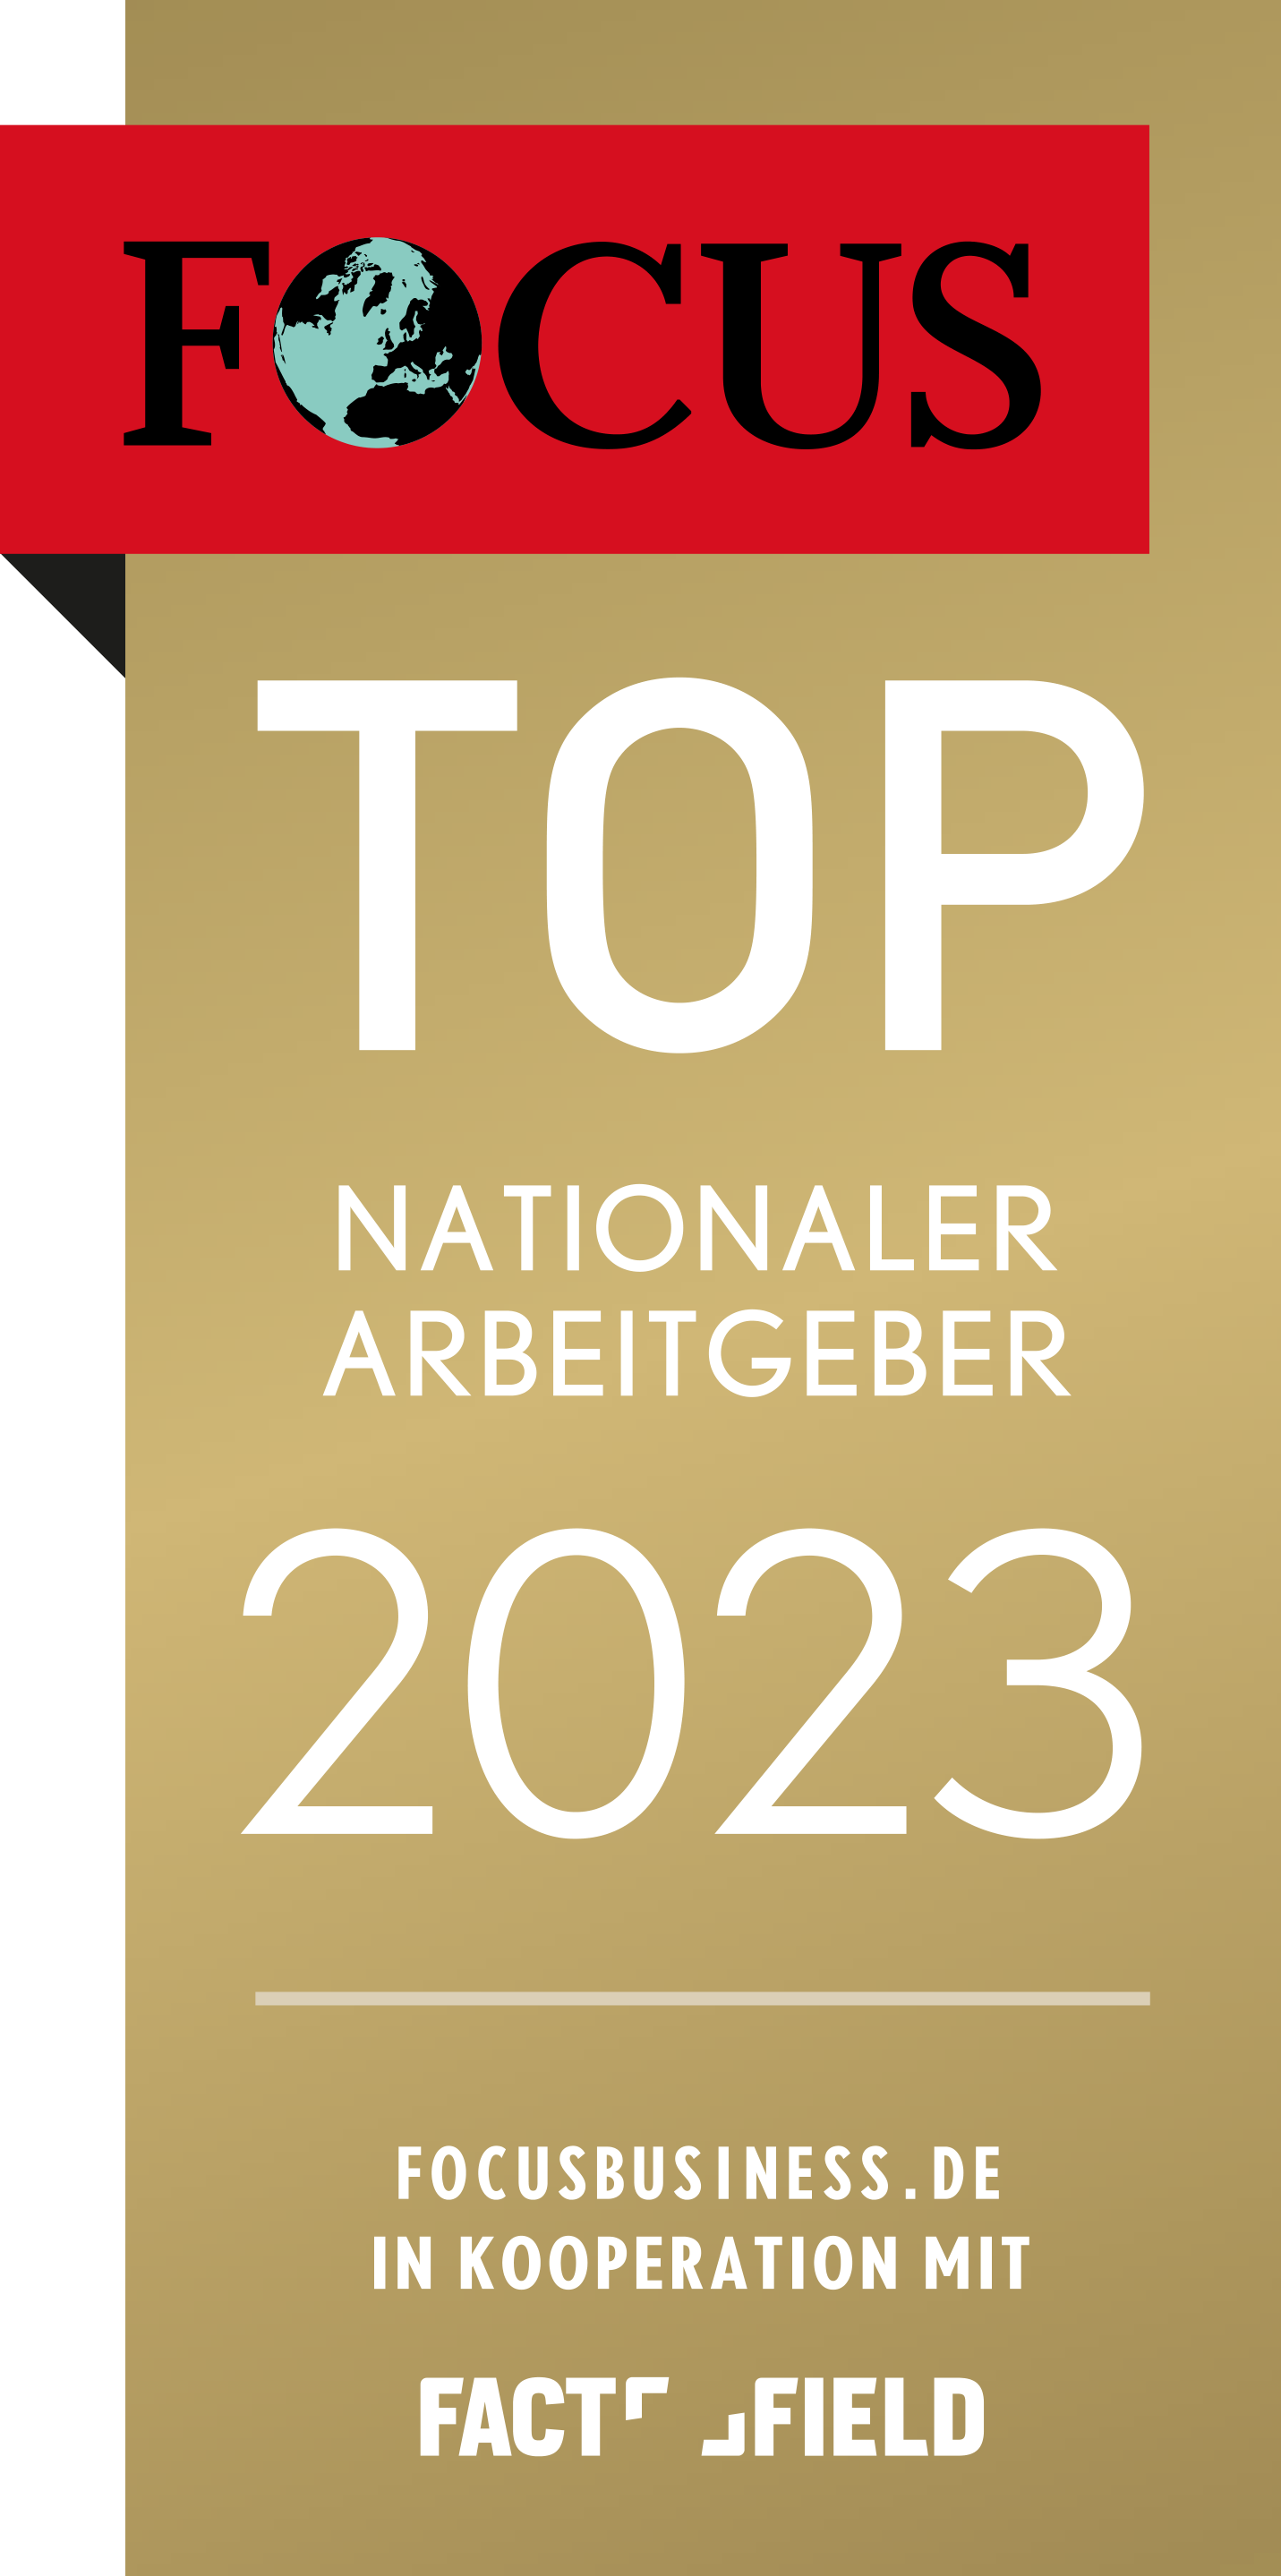 FOCUS
TOP
NATIONALER
ARBEITGEBER
2023
FOCUSBUSINESS.DE
IN KOOPERATION MIT
FACT FIELD